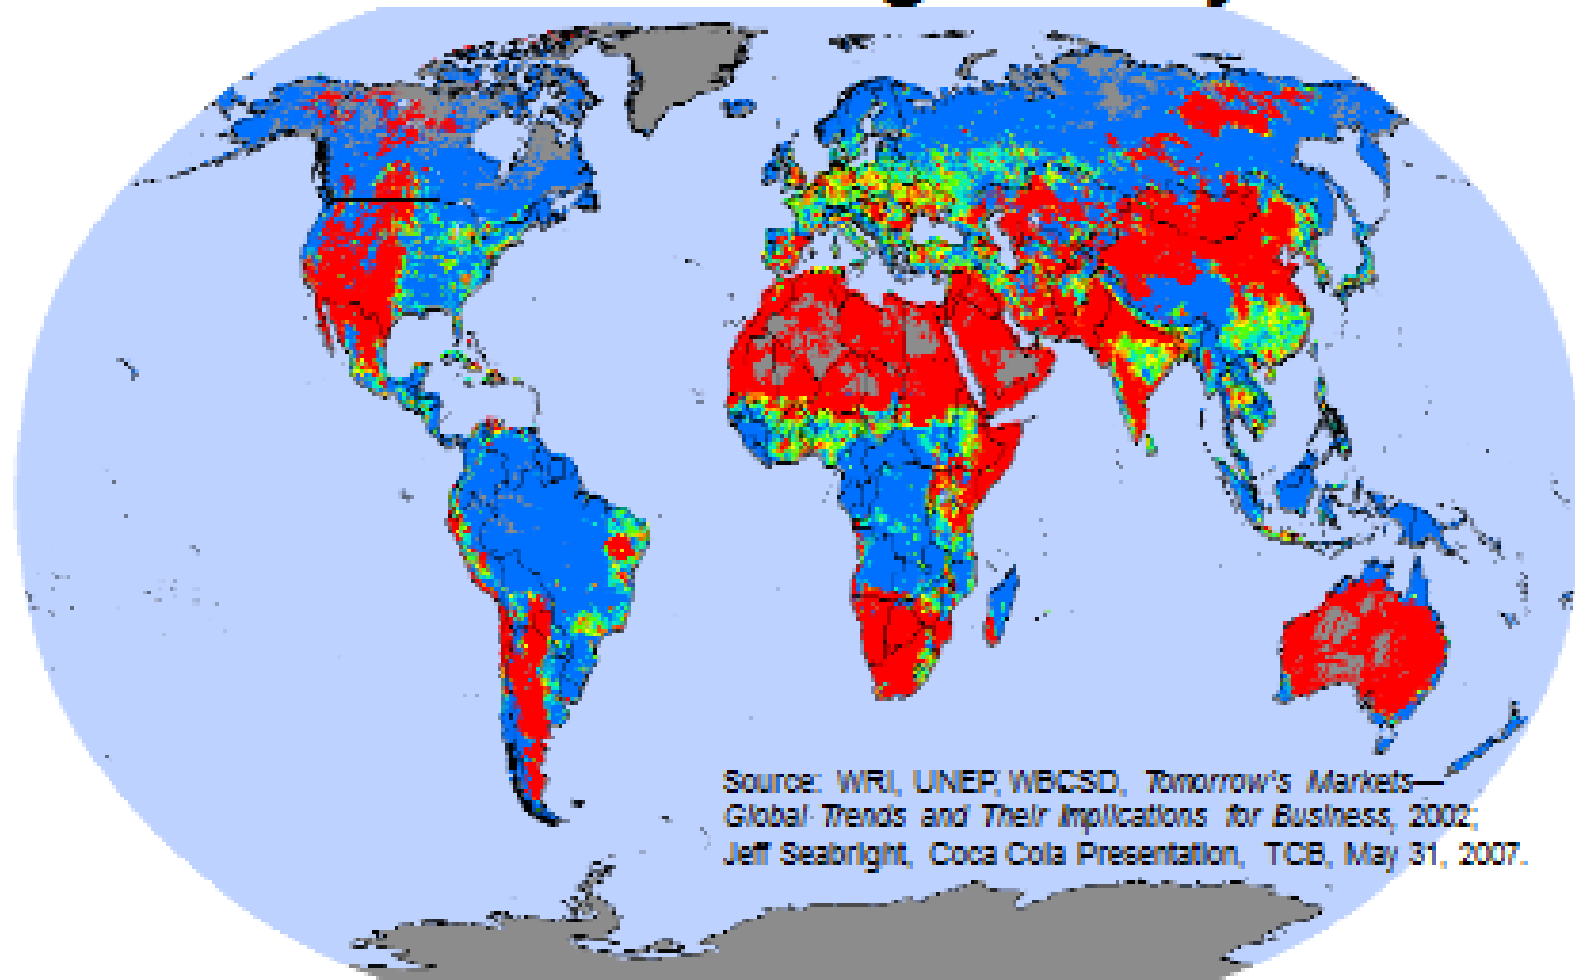 Source: WRI, UNEP, WBCSD, Tomorrow's Markets—
Global Trends and Their Implications for Business, 2002;
Jeff Seabright, Coca Cola Presentation, TCB, May 31, 2007.